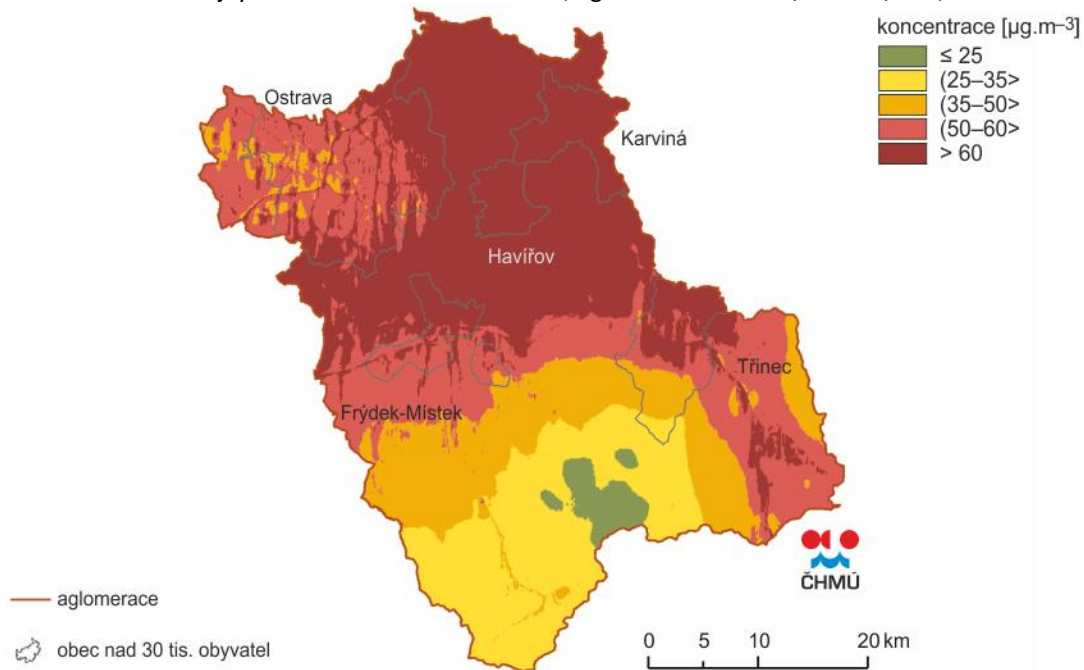 koncentrace [µg.m–3]
≤ 25
(25–35>
(35–50>
(50–60>
> 60
Ostrava
Karviná
Havířov
Třinec
Frýdek-Místek
ČHMÚ
aglomerace
obec nad 30 tis. obyvatel
0 5 10 20 km